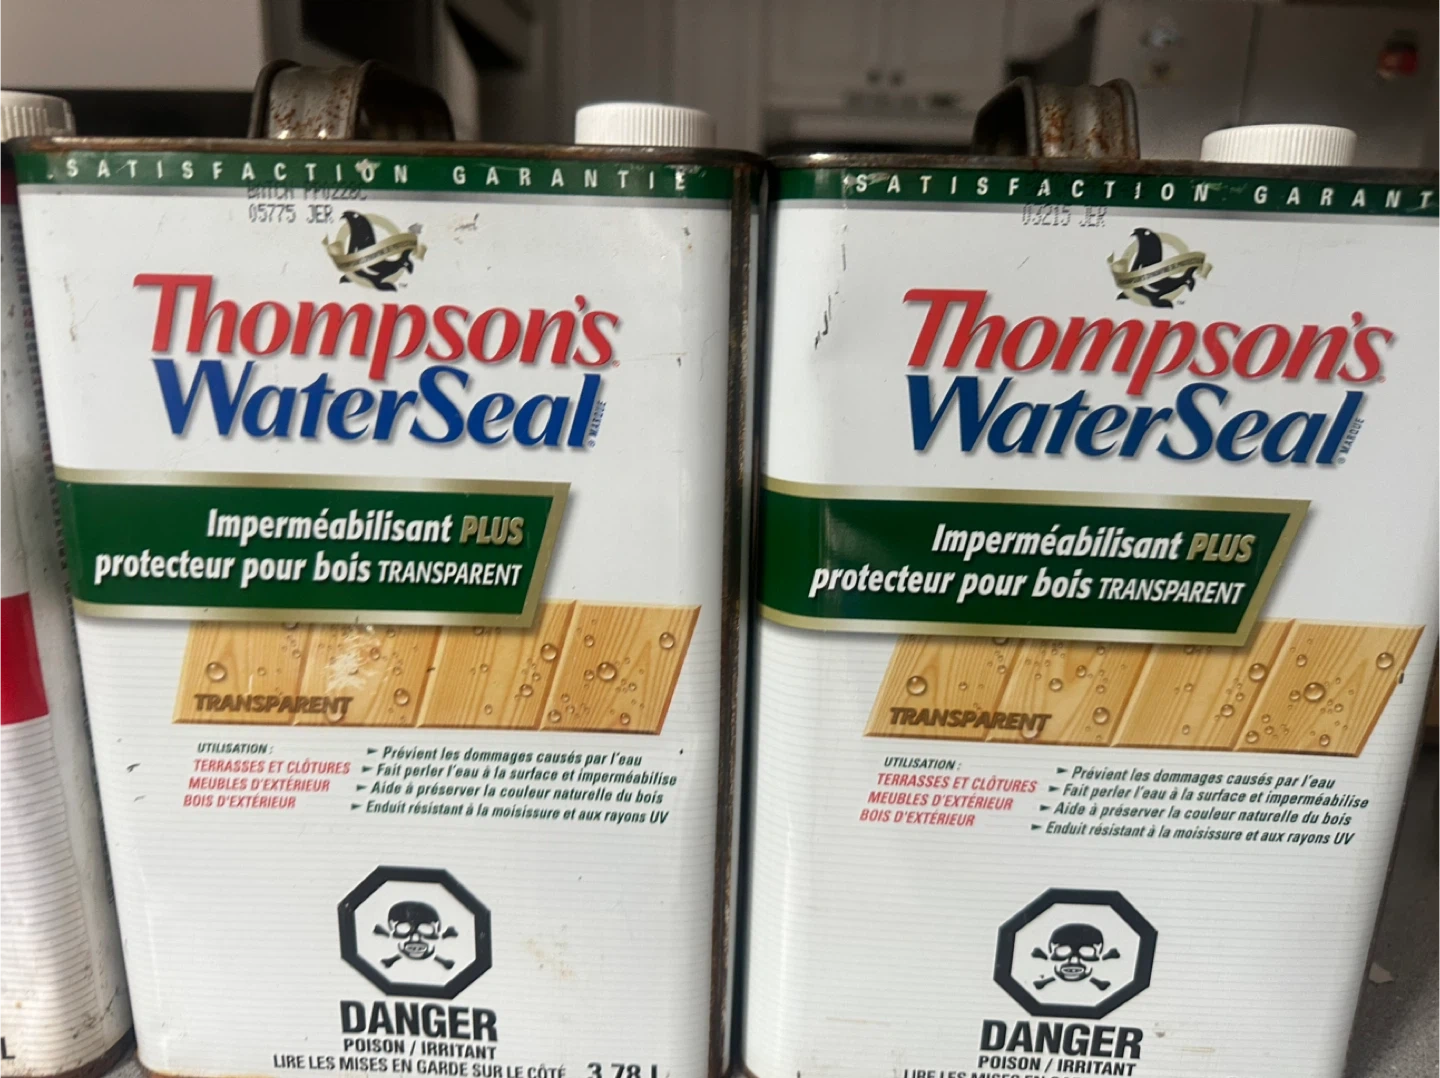 SATISFACTION GARANTIE
05775 JER
Thompson's
WaterSeal
® MARQUE
Imperméabilisant PLUS
protecteur pour bois TRANSPARENT
TRANSPARENT
UTILISATION :
TERRASSES ET CLÔTURES
MEUBLES D'EXTÉRIEUR
BOIS D'EXTÉRIEUR
Prévient les dommages causés par l'eau
Fait perler l'eau à la surface et imperméabilise
Aide à préserver la couleur naturelle du bois
Enduit résistant à la moisissure et aux rayons UV
DANGER
POISON / IRRITANT
LIRE LES MISES EN GARDE SUR LE CÔTÉ
3,78 L
SATISFACTION GARANT
03215 JER
Thompson's
WaterSeal
® MARQUE
Imperméabilisant PLUS
protecteur pour bois TRANSPARENT
TRANSPARENT
UTILISATION :
TERRASSES ET CLÔTURES
MEUBLES D'EXTÉRIEUR
BOIS D'EXTÉRIEUR
Prévient les dommages causés par l'eau
Fait perler l'eau à la surface et imperméabilise
Aide à préserver la couleur naturelle du bois
Enduit résistant à la moisissure et aux rayons UV
DANGER
POISON / IRRITANT
L